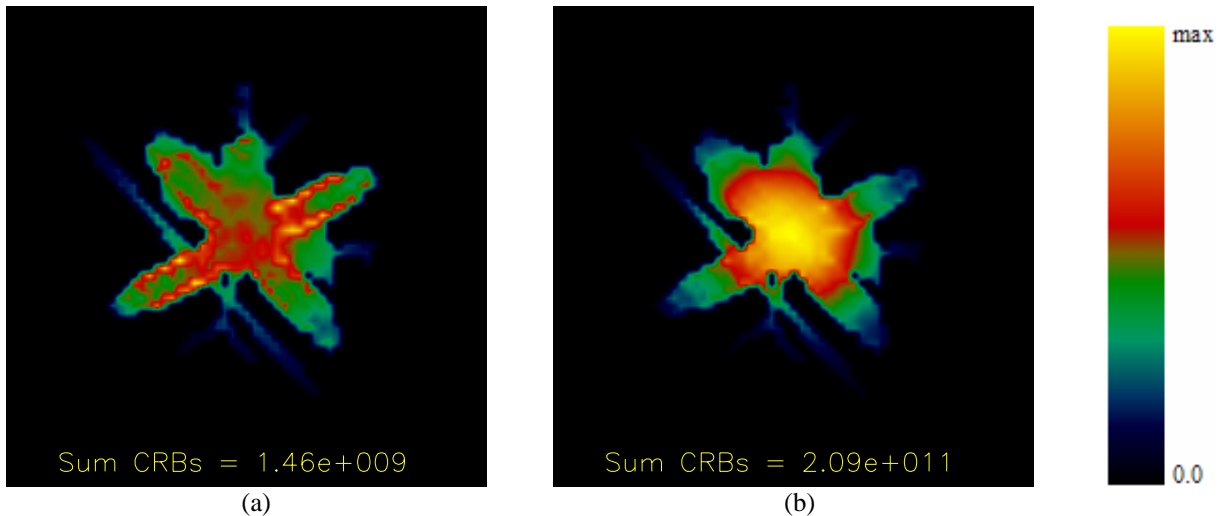 max
Sum CRBs = 1.46e+009
Sum CRBs = 2.09e+011
0.0
(a)
(b)